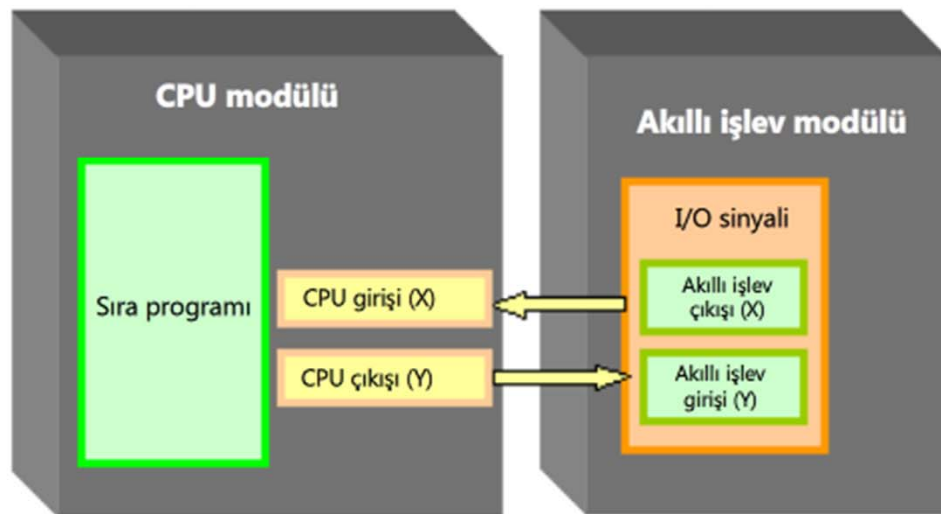 CPU modülü
Sıra programı
CPU girişi (X)
CPU çıkışı (Y)
Akıllı işlev modülü
I/O sinyali
Akıllı işlev
çıkışı (X)
Akıllı işlev
girişi (Y)